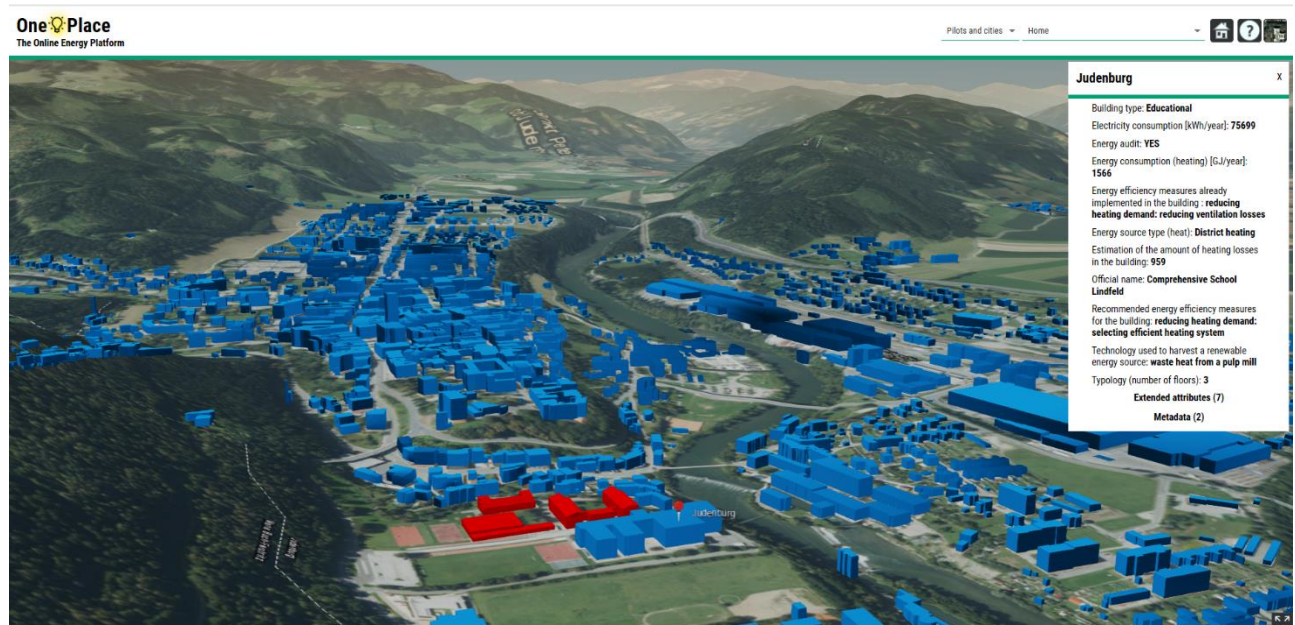 One Place
The Online Energy Platform
Pilots and cities
Home
?
Judenburg
X
Building type: Educational
Electricity consumption [kWh/year]: 75699
Energy audit: YES
Energy consumption (heating) [GJ/year]:
1566
Energy efficiency measures already
implemented in the building : reducing
heating demand: reducing ventilation losses
Energy source type (heat): District heating
Estimation of the amount of heating losses
in the building: 959
Official name: Comprehensive School
Lindfeld
Recommended energy efficiency measures
for the building: reducing heating demand:
selecting efficient heating system
Technology used to harvest a renewable
energy source: waste heat from a pulp mill
Typology (number of floors): 3
Extended attributes (7)
Metadata (2)
Judenburg